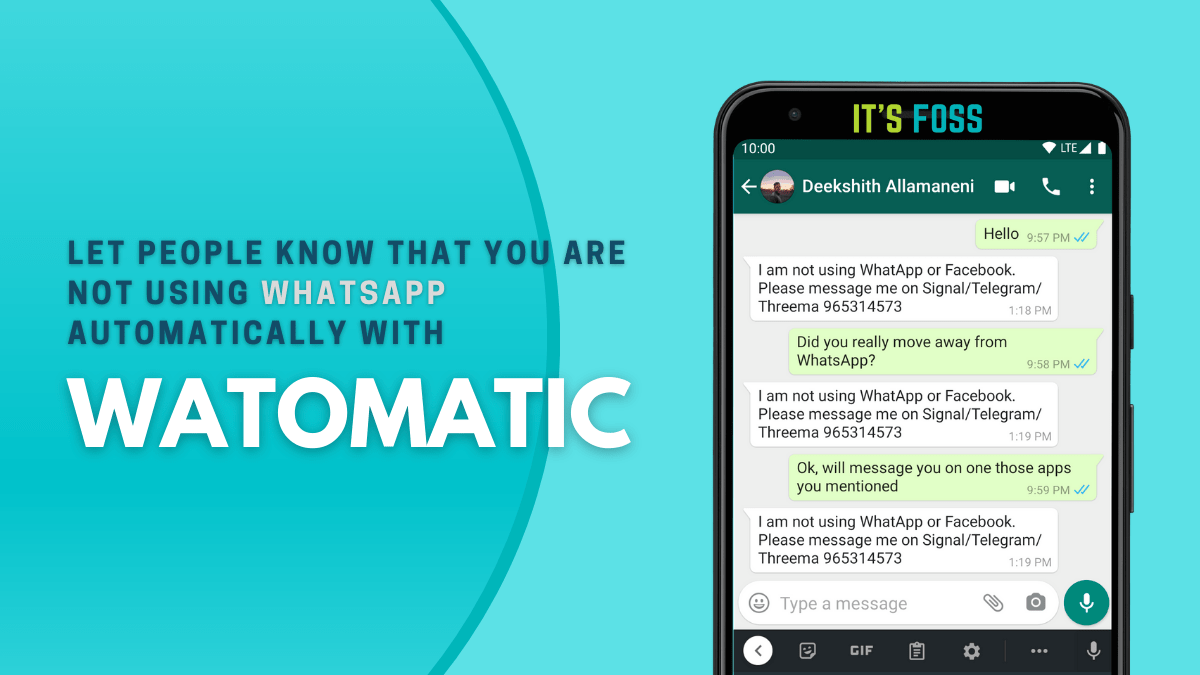 LET PEOPLE KNOW THAT YOU ARE
NOT USING WHATSAPP
AUTOMATICALLY WITH
WATOMATIC
IT'S FOSS
10:00
LTE
Deekshith Allamaneni
Hello
9:57 PM
I am not using WhatApp or Facebook.
Please message me on Signal/Telegram/
Threema 965314573
1:18 PM
Did you really move away from
WhatsApp?
9:58 PM
I am not using WhatApp or Facebook.
Please message me on Signal/Telegram/
Threema 965314573
1:19 PM
Ok, will message you on one those apps
you mentioned
9:59 PM
I am not using WhatApp or Facebook.
Please message me on Signal/Telegram/
Threema 965314573
1:19 PM
Type a message
GIF